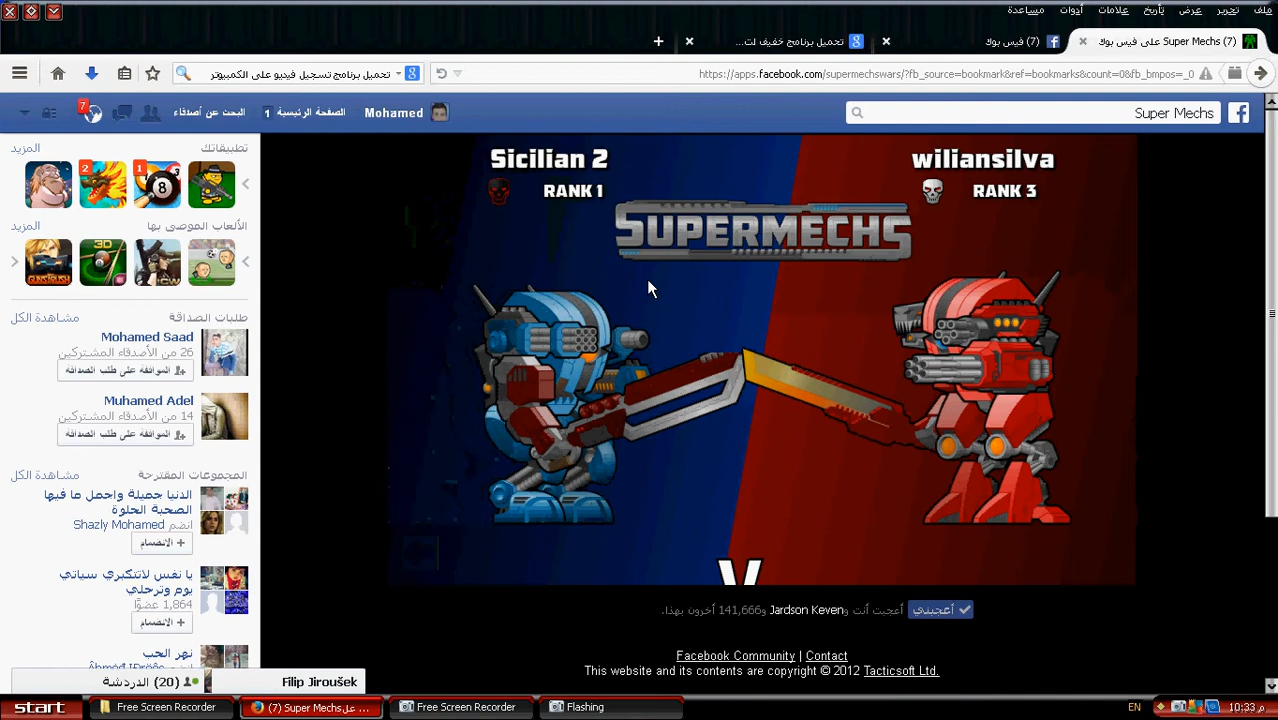 ملف تحرير عرض تأريخ علامات أدوات مساعدة
(7) Super Mechs على فيس بوك
(7) فيس بوك
تحميل برنامج خفيف لت...
https://apps.facebook.com/supermechswars/?fb_source=bookmark&ref=bookmarks&count=0&fb_bmpos=_0
تحميل برنامج تسجيل فيديو على الكمبيوتر
Super Mechs
Mohamed
الصفحة الرئيسية 1
البحث عن أصدقاء
7
تطبيقاتك
المزيد
2
1
8
الألعاب الموصى بها
المزيد
3D
طلبات الصداقة
مشاهدة الكل
Mohamed Saad
26 من الأصدقاء المشتركين
الموافقة على طلب الصداقة
Muhamed Adel
14 من الأصدقاء المشتركين
الموافقة على طلب الصداقة
المجموعات المقترحة
مشاهدة الكل
الدنيا جميلة واجمل ما فيها
الصحبة الحلوة
Shazly Mohamed انضم
+ الانضمام
يا نفس لاتتكبري سياتي
يوم وترحلي
1,864 عضوًا
+ الانضمام
نهر الحب
الدردشة (20)
Filip Jiroušek
Sicilian 2
RANK 1
wiliansilva
RANK 3
SUPERMECHS
V
أعجبني
أعجبت أنت وJardson Keven و141,666 آخرون بهذا.
Facebook Community | Contact
This website and its contents are copyright © 2012 Tacticsoft Ltd.
start
Free Screen Recorder
(7) Super Mechs عل...
Free Screen Recorder
Flashing
EN
10:33 م